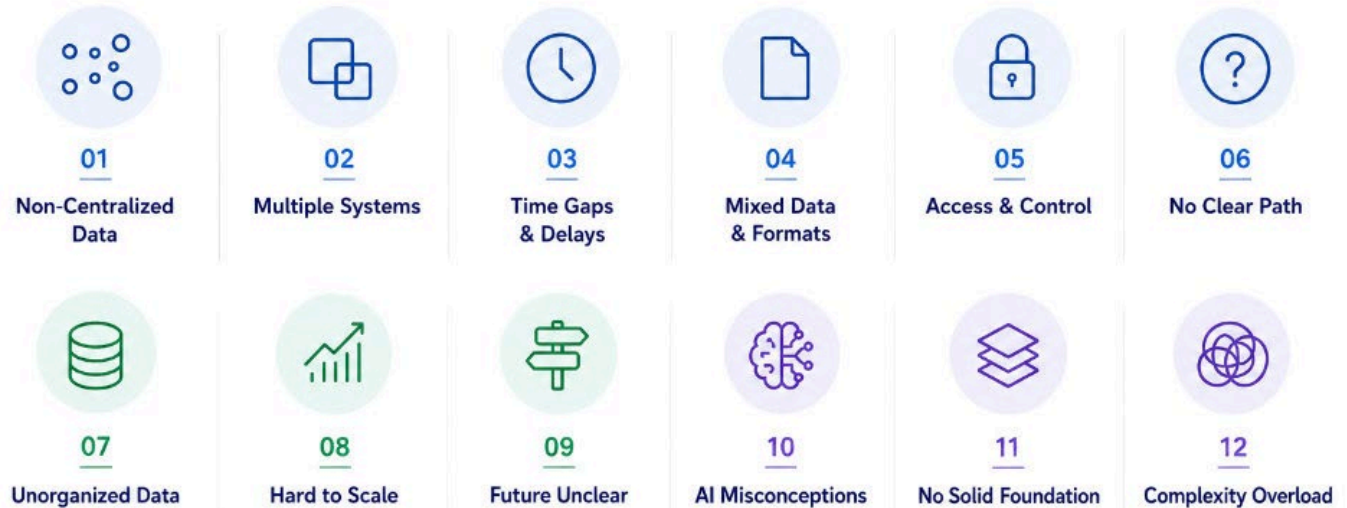 01
02
03
04
05
06
Non-Centralized
Data
Multiple Systems
Time Gaps
& Delays
Mixed Data
& Formats
Access & Control
No Clear Path
07
08
09
10
11
12
Unorganized Data
Hard to Scale
Future Unclear
AI Misconceptions
No Solid Foundation
Complexity Overload